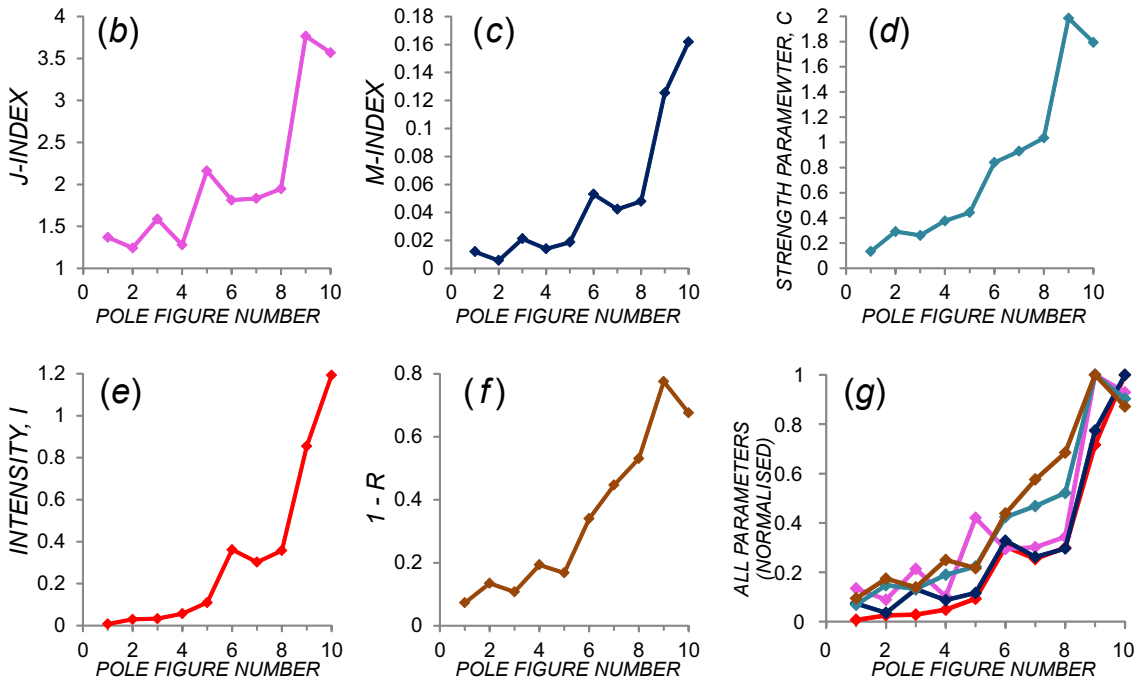 (b)
4
3.5
3
2.5
2
1.5
1
J-INDEX
0 2 4 6 8 10
POLE FIGURE NUMBER
(c)
0.18
0.16
0.14
0.12
0.1
0.08
0.06
0.04
0.02
0
M-INDEX
0 2 4 6 8 10
POLE FIGURE NUMBER
(d)
2
1.8
1.6
1.4
1.2
1
0.8
0.6
0.4
0.2
0
STRENGTH PARAMEWTER, C
0 2 4 6 8 10
POLE FIGURE NUMBER
(e)
1.2
1
0.8
0.6
0.4
0.2
0
INTENSITY, I
0 2 4 6 8 10
POLE FIGURE NUMBER
(f)
0.8
0.6
0.4
0.2
0
1 - R
0 2 4 6 8 10
POLE FIGURE NUMBER
(g)
1
0.8
0.6
0.4
0.2
0
ALL PARAMETERS
(NORMALISED)
0 2 4 6 8 10
POLE FIGURE NUMBER